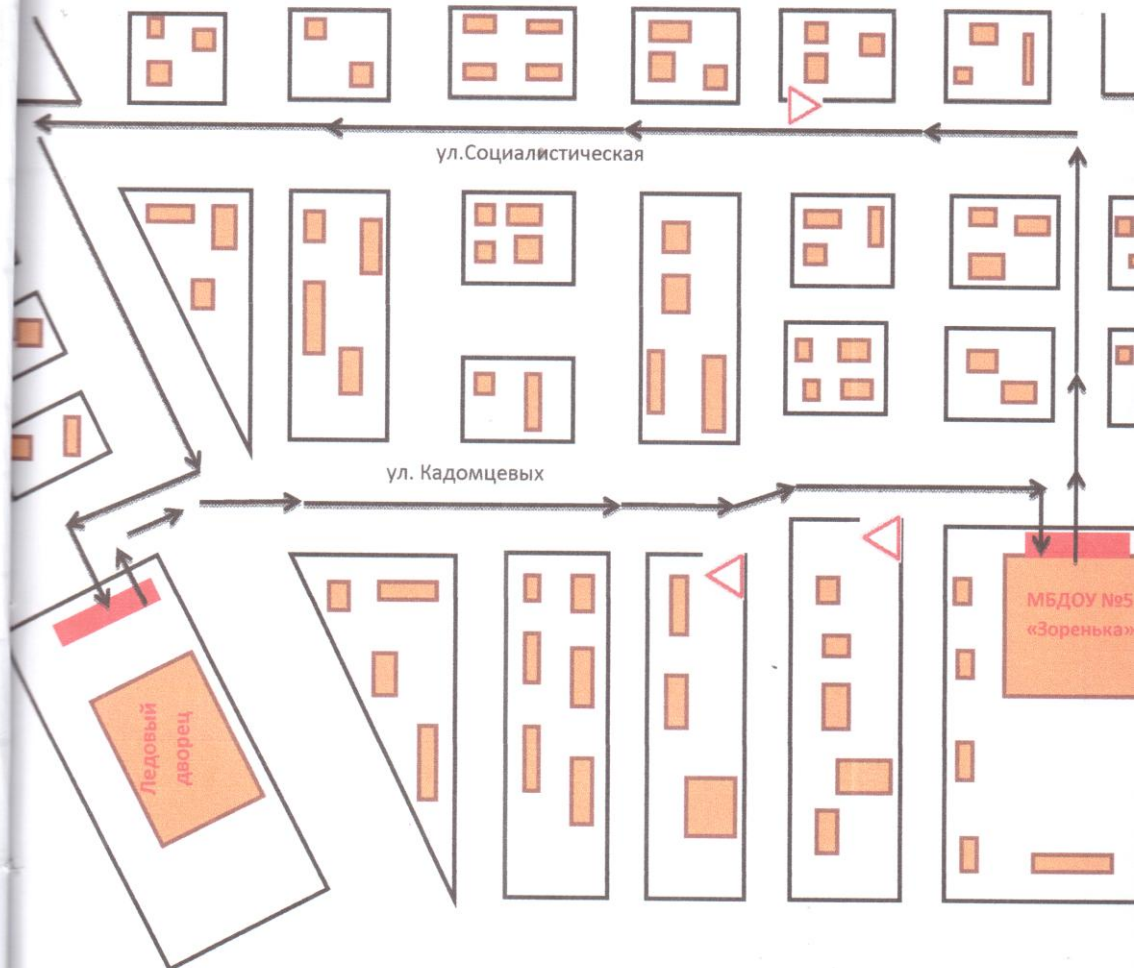 ул.Социалистическая
ул. Кадомцевых
МБДОУ №5
«Зоренька»
Ледовый
дворец